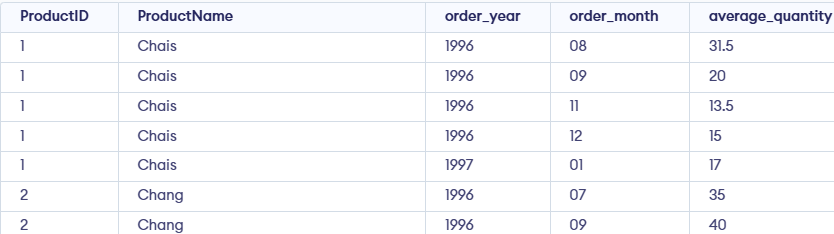 ProductID ProductName order_year order_month average_quantity
1 Chais 1996 08 31.5
1 Chais 1996 09 20
1 Chais 1996 11 13.5
1 Chais 1996 12 15
1 Chais 1997 01 17
2 Chang 1996 07 35
2 Chang 1996 09 40